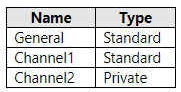 Name Type
General Standard
Channel1 Standard
Channel2 Private